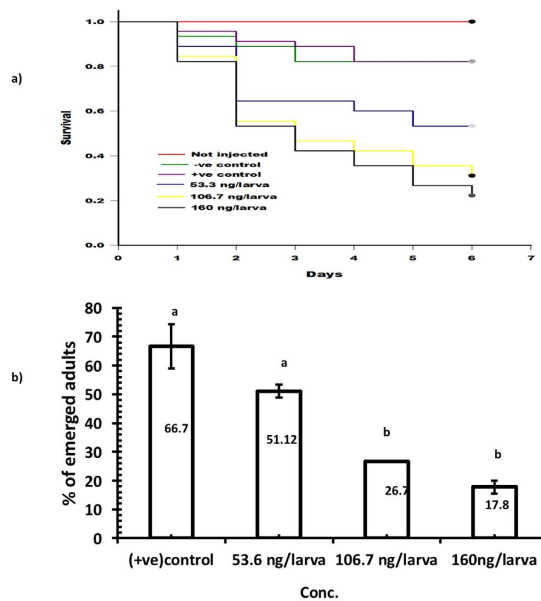 a)
Survival
1.0
0.8
0.6
0.4
0.2
0.0
Not injected
-ve control
+ve control
53.3 ng/larva
106.7 ng/larva
160 ng/larva
0 1 2 3 4 5 6 7
Days
b)
% of emerged adults
80
70
60
50
40
30
20
10
0
a
a
b
b
66.7
51.12
26.7
17.8
(+ve)control 53.6 ng/larva 106.7 ng/larva 160ng/larva
Conc.